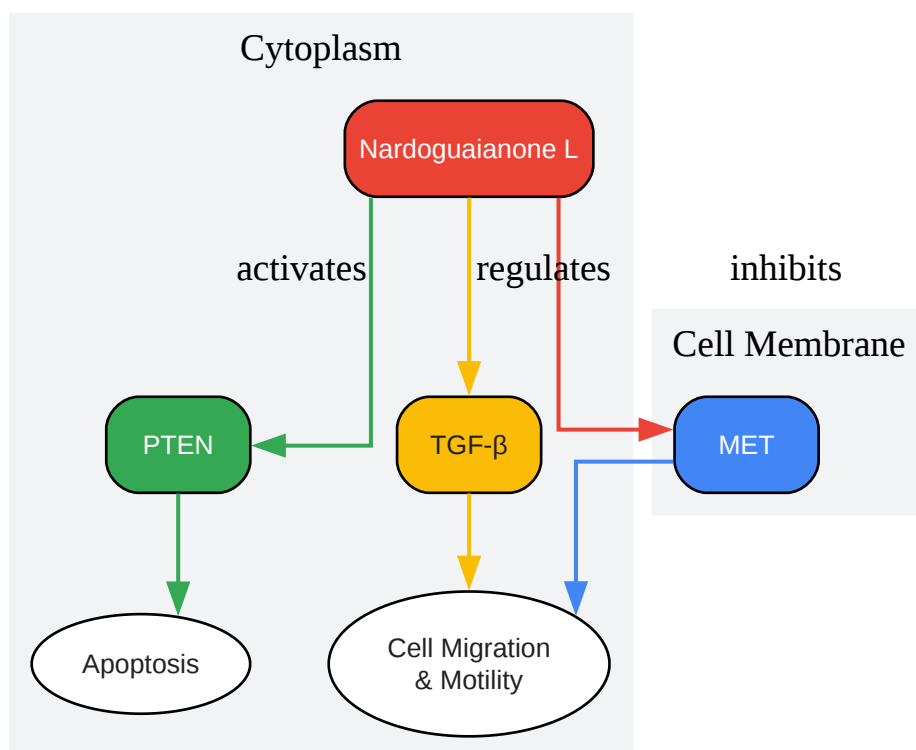 Cytoplasm
Nardoguaianone L
activates
regulates
inhibits
Cell Membrane
PTEN
TGF-β
MET
Apoptosis
Cell Migration
& Motility